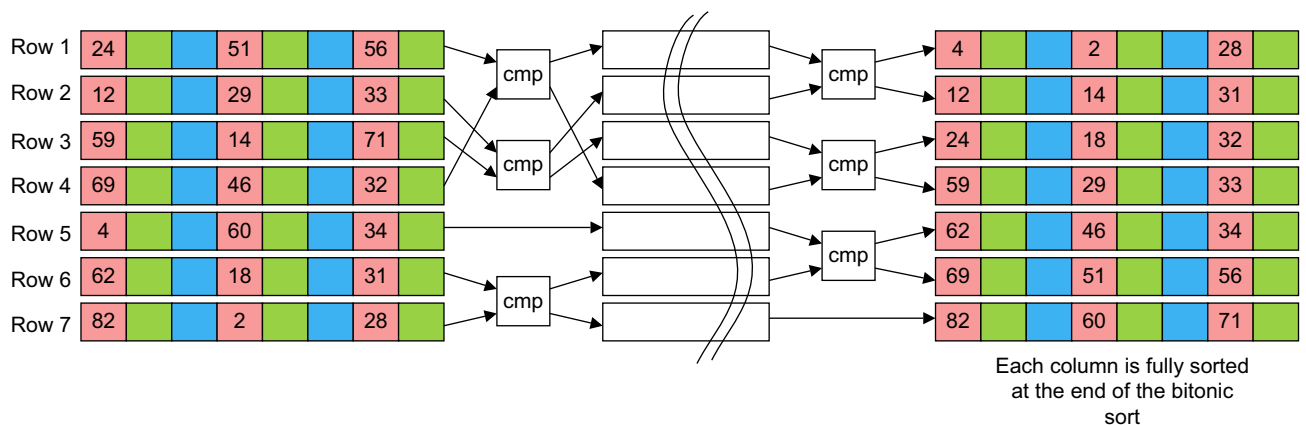 Row 1 24 51 56 4 2 28
cmp cmp
Row 2 12 29 33 12 14 31
Row 3 59 14 71 24 18 32
cmp cmp
Row 4 69 46 32 59 29 33
Row 5 4 60 34 62 46 34
cmp
Row 6 62 18 31 69 51 56
cmp
Row 7 82 2 28 82 60 71
Each column is fully sorted
at the end of the bitonic
sort